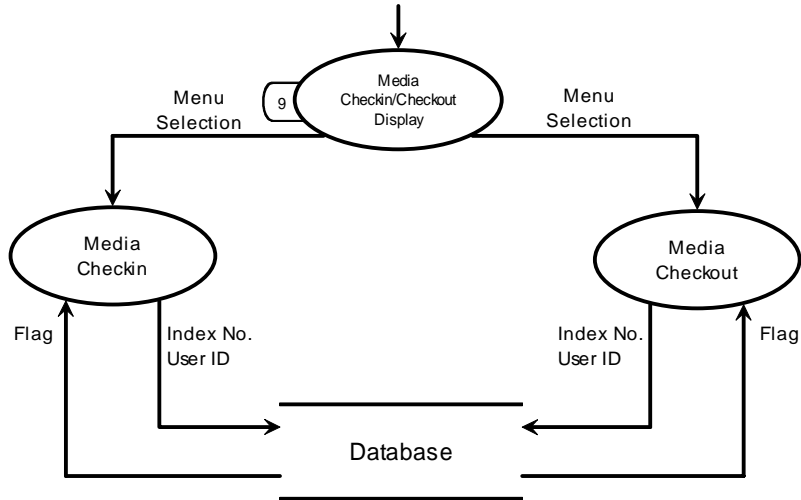 Media
Checkin/Checkout
Display
9
Menu
Selection
Menu
Selection
Media
Checkin
Media
Checkout
Flag
Index No.
User ID
Index No.
User ID
Flag
Database